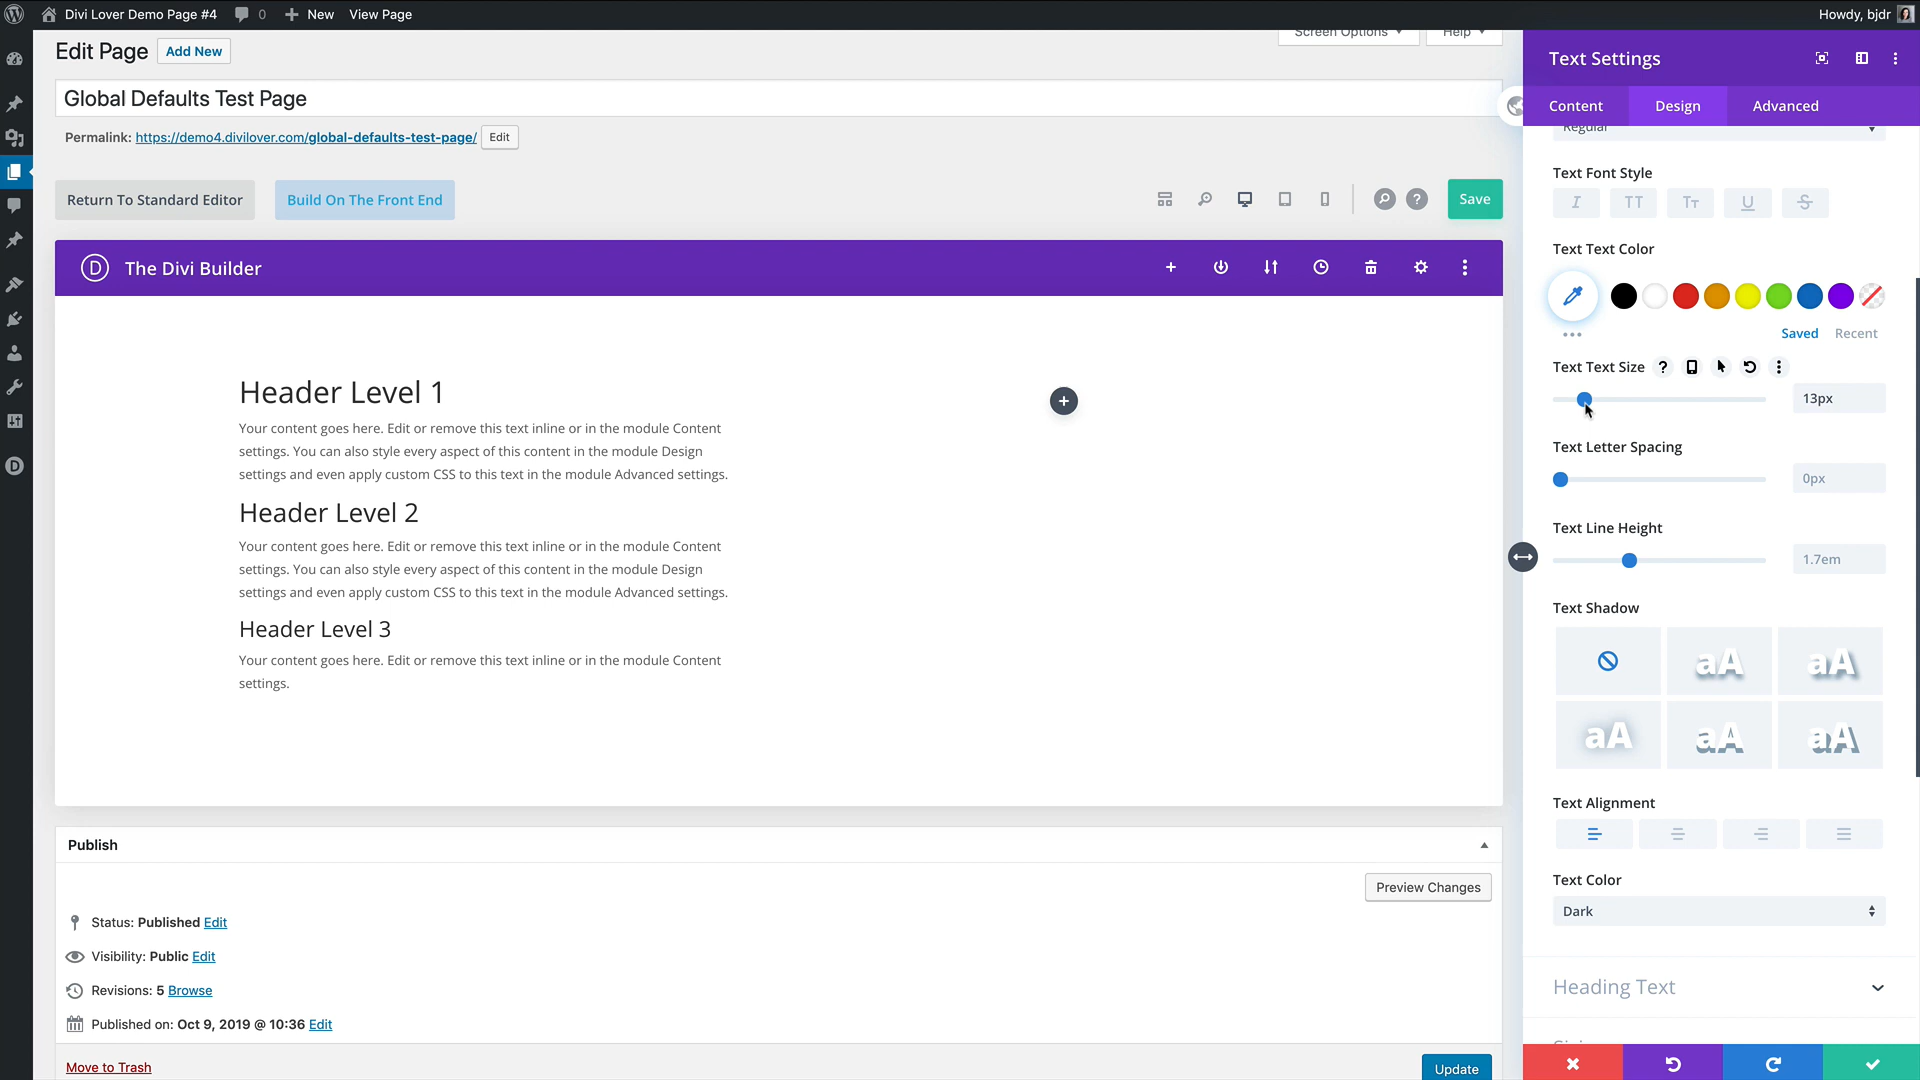 Divi Lover Demo Page #4 0 New View Page Howdy, bjdr
Edit Page Add New
Screen Options Help
Global Defaults Test Page
Permalink: https://demo4.divilover.com/global-defaults-test-page/ Edit
Return To Standard Editor Build On The Front End Save
D The Divi Builder
Header Level 1
Your content goes here. Edit or remove this text inline or in the module Content
settings. You can also style every aspect of this content in the module Design
settings and even apply custom CSS to this text in the module Advanced settings.
Header Level 2
Your content goes here. Edit or remove this text inline or in the module Content
settings. You can also style every aspect of this content in the module Design
settings and even apply custom CSS to this text in the module Advanced settings.
Header Level 3
Your content goes here. Edit or remove this text inline or in the module Content
settings.
Publish
Preview Changes
Status: Published Edit
Visibility: Public Edit
Revisions: 5 Browse
Published on: Oct 9, 2019 @ 10:36 Edit
Move to Trash Update
Text Settings
Content Design Advanced
Regular
Text Font Style
I TT TT U S
Text Text Color
Saved Recent
Text Text Size ?
13px
Text Letter Spacing
0px
Text Line Height
1.7em
Text Shadow
aA aA
aA aA aA
Text Alignment
Text Color
Dark
Heading Text